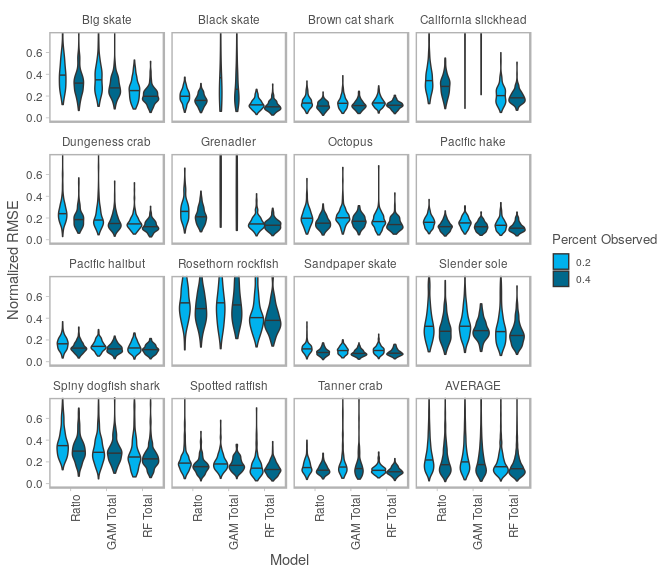 Big skate
Black skate
Brown cat shark
California slickhead
0.6
0.4
0.2
0.0
Dungeness crab
Grenadier
Octopus
Pacific hake
0.6
0.4
0.2
0.0
Pacific halibut
Rosethorn rockfish
Sandpaper skate
Slender sole
0.6
0.4
0.2
0.0
Spiny dogfish shark
Spotted ratfish
Tanner crab
AVERAGE
0.6
0.4
0.2
0.0
Ratio
GAM Total
RF Total
Ratio
GAM Total
RF Total
Ratio
GAM Total
RF Total
Ratio
GAM Total
RF Total
Model
Normalized RMSE
Percent Observed
0.2
0.4